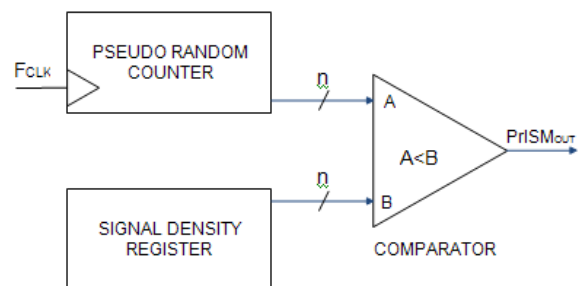 PSEUDO RANDOM
COUNTER
FCLK
n
A
A<B
PrISMOUT
n
B
SIGNAL DENSITY
REGISTER
COMPARATOR